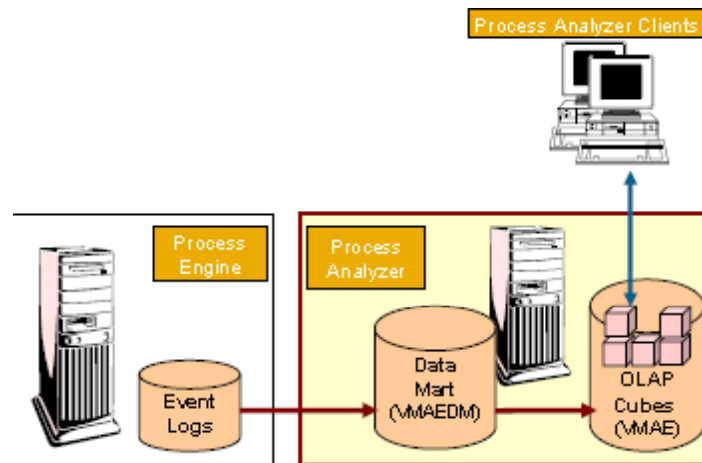 Process Analyzer Clients
Process
Engine
Process
Analyzer
Event
Logs
Data
Mart
(VMAEDM)
OLAP
Cubes
(VMAE)